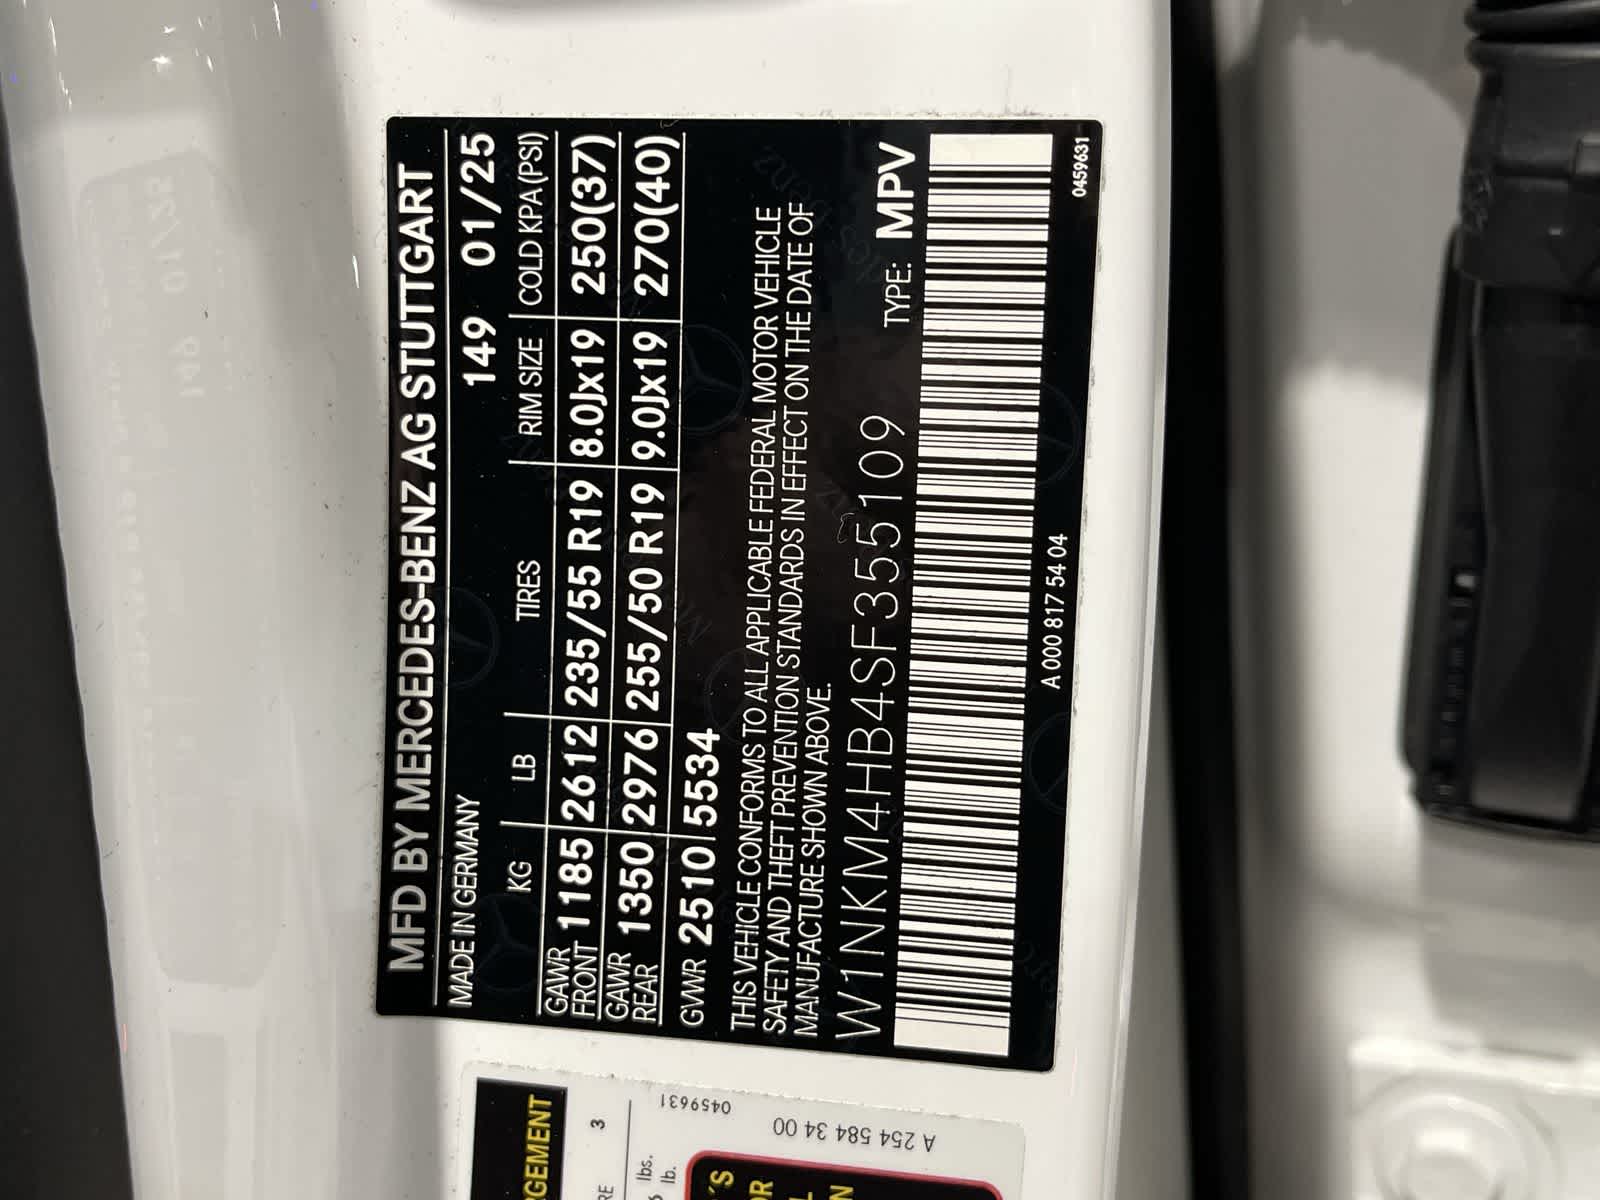 MFD BY MERCEDES-BENZ AG STUTTGART
MADE IN GERMANY 149 01/25
KG LB TIRES RIM SIZE COLD KPA (PSI)
GAWR FRONT 1185 2612 235/55 R19 8.0Jx19 250(37)
GAWR REAR 1350 2976 255/50 R19 9.0Jx19 270(40)
GVWR 2510 5534
THIS VEHICLE CONFORMS TO ALL APPLICABLE FEDERAL MOTOR VEHICLE
SAFETY AND THEFT PREVENTION STANDARDS IN EFFECT ON THE DATE OF
MANUFACTURE SHOWN ABOVE.
W1NKM4HB4SF355109 TYPE: MPV
A 000 817 54 04 0459631
0459631
A 254 584 34 00
3
lbs.
lb.